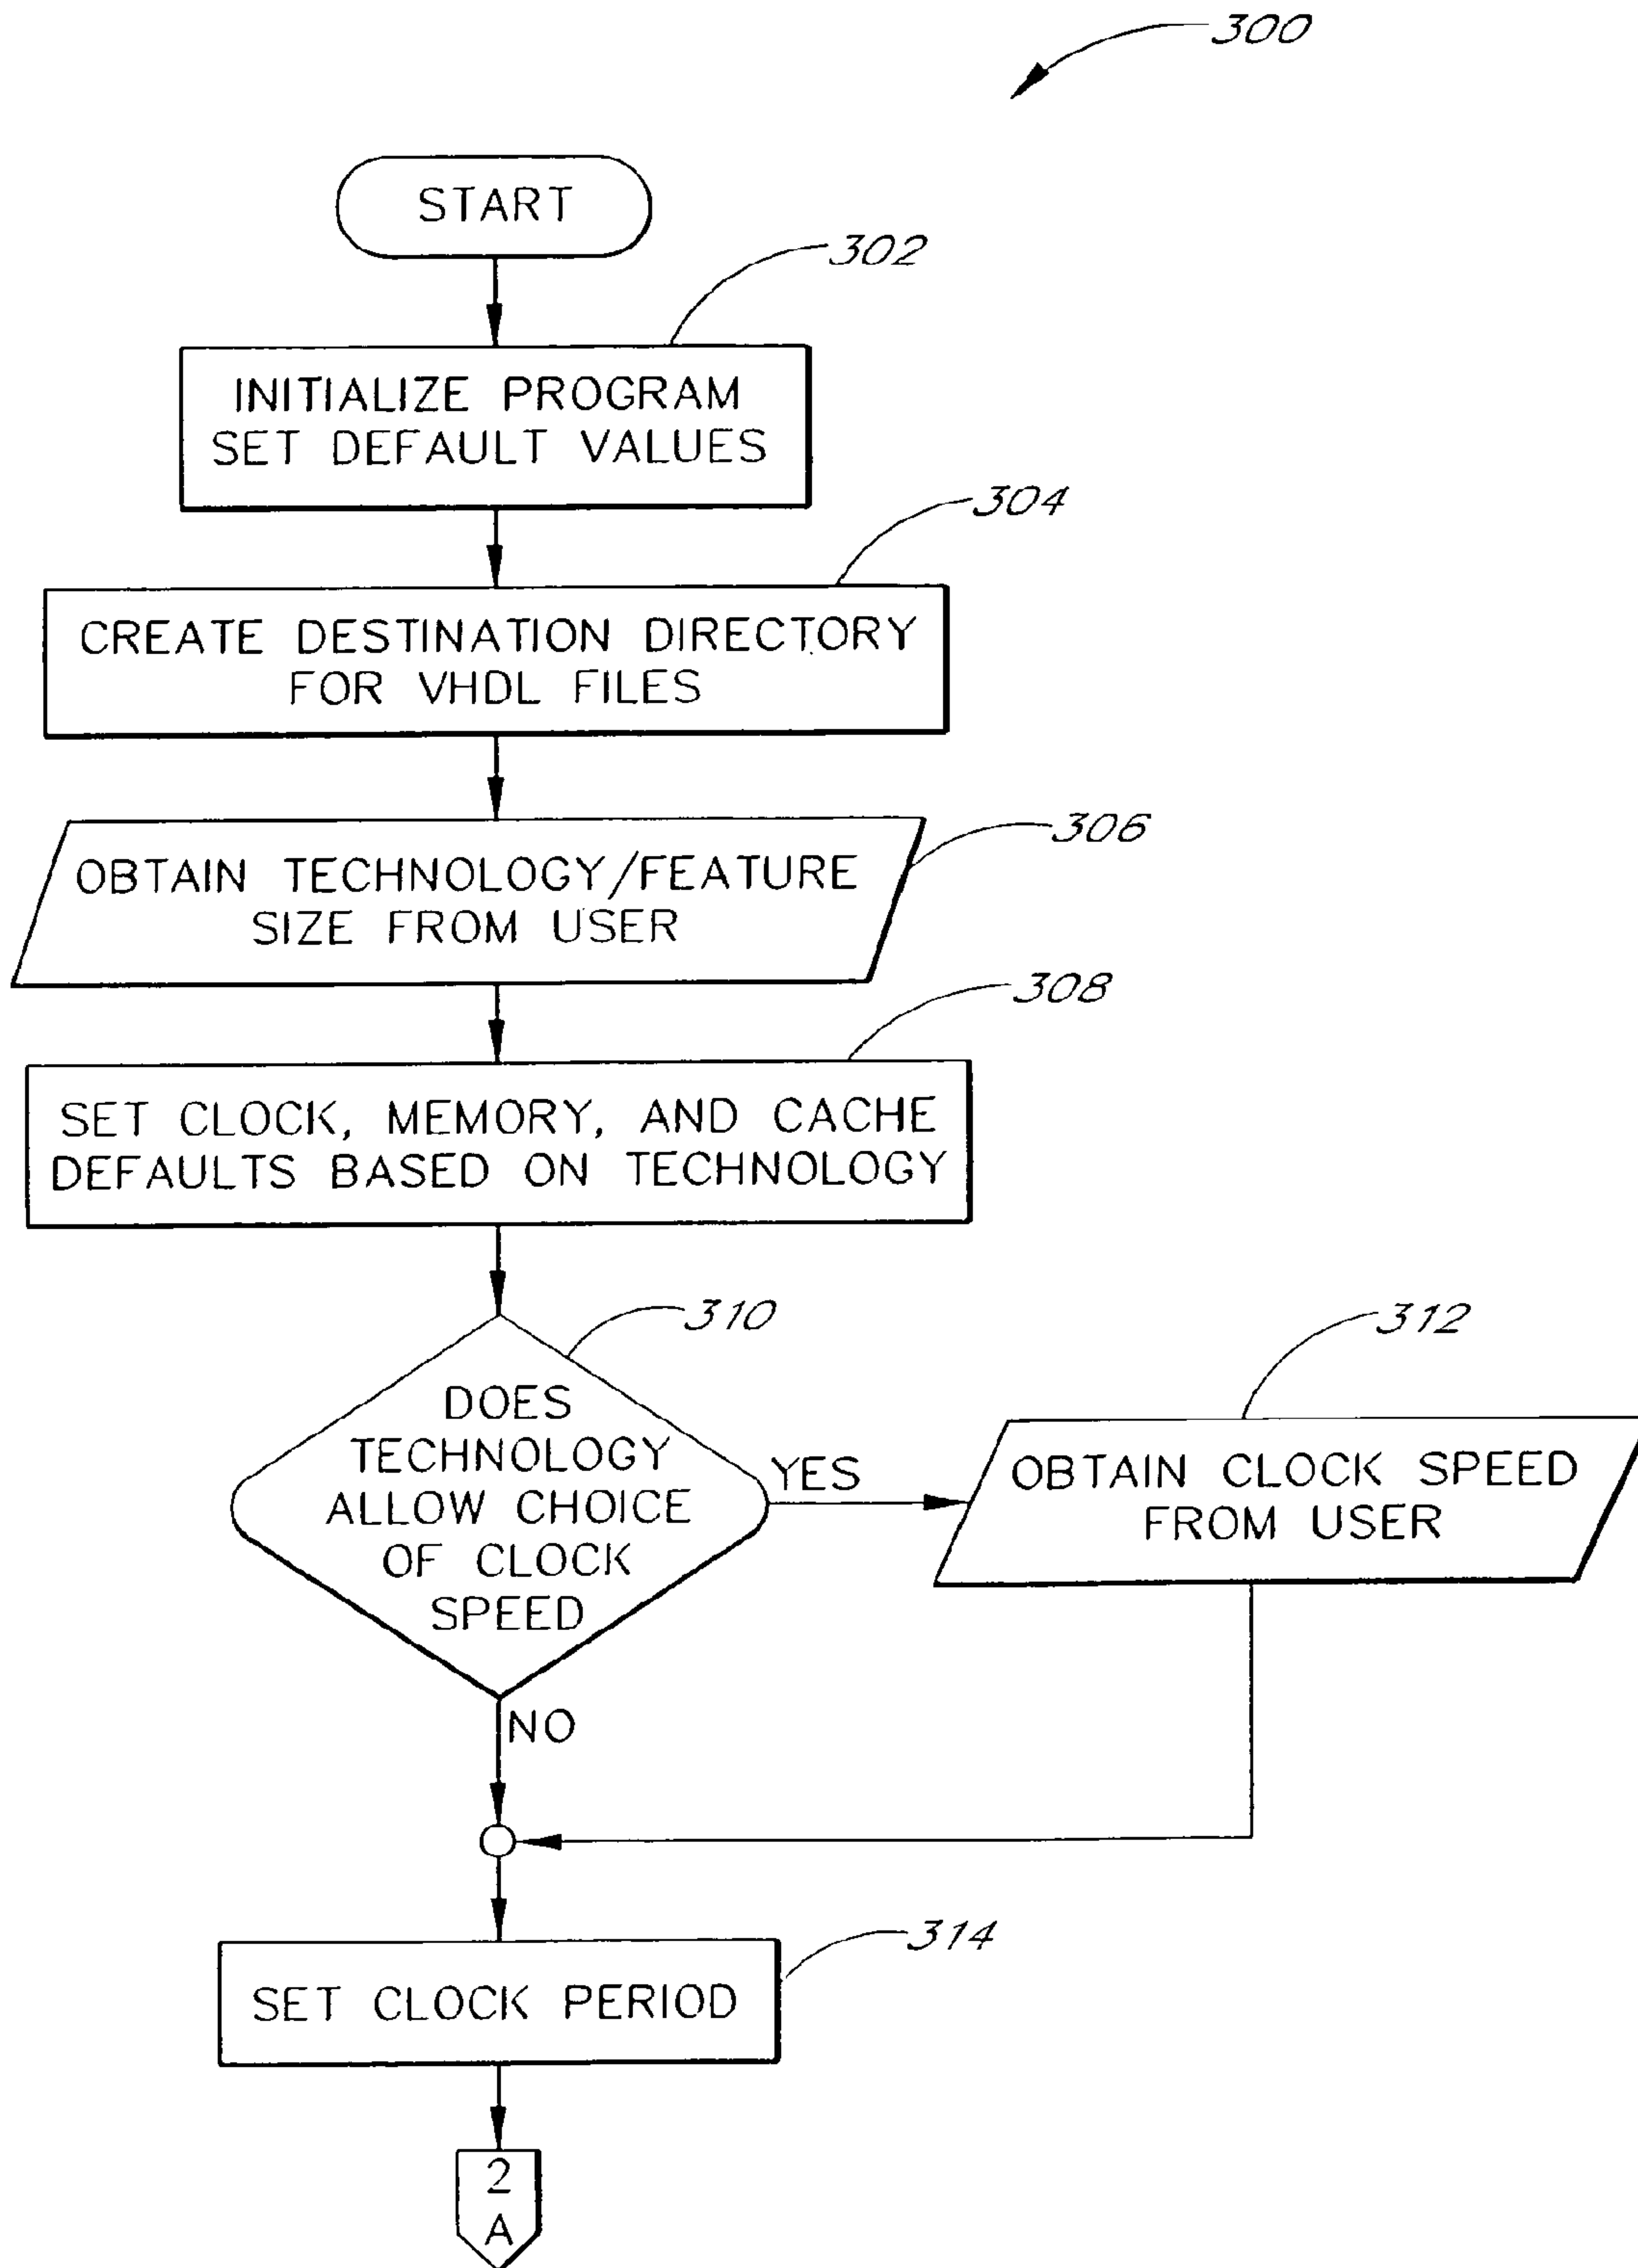 300
START
302
INITIALIZE PROGRAM
SET DEFAULT VALUES
304
CREATE DESTINATION DIRECTORY
FOR VHDL FILES
306
OBTAIN TECHNOLOGY/FEATURE
SIZE FROM USER
308
SET CLOCK, MEMORY, AND CACHE
DEFAULTS BASED ON TECHNOLOGY
310
DOES
TECHNOLOGY
ALLOW CHOICE
OF CLOCK
SPEED
YES
312
OBTAIN CLOCK SPEED
FROM USER
NO
314
SET CLOCK PERIOD
2
A